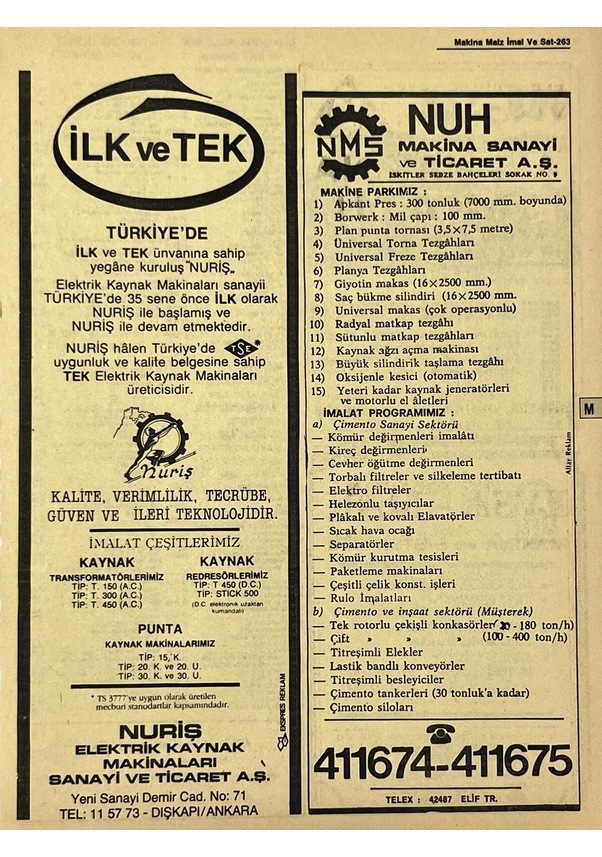 Makina Malz İmal Ve Sat-263
İLK ve TEK
TÜRKİYE'DE
İLK ve TEK ünvanına sahip
yegâne kuruluş "NURİŞ„
Elektrik Kaynak Makinaları sanayii
TÜRKİYE'de 35 sene önce İLK olarak
NURİŞ ile başlamış ve
NURİŞ ile devam etmektedir.
NURİŞ hâlen Türkiye'de TSE*
uygunluk ve kalite belgesine sahip
TEK Elektrik Kaynak Makinaları
üreticisidir.
Nuriş
KALİTE, VERİMLİLİK, TECRÜBE,
GÜVEN VE İLERİ TEKNOLOJİDİR.
İMALAT ÇEŞİTLERİMİZ
KAYNAK
TRANSFORMATÖRLERİMİZ
TİP: T. 150 (A.C.)
TİP: T. 300 (A.C.)
TİP: T. 450 (A.C.)
KAYNAK
REDRESÖRLERİMİZ
TİP: T 450 (D.C.)
TİP: STICK 500
(D.C. elektronik uzaktan
kumandalı)
PUNTA
KAYNAK MAKİNALARIMIZ
TİP: 15, K.
TİP: 20. K. ve 20. U.
TİP: 30. K. ve 30. U.
* TS 3777'ye uygun olarak üretilen
mecburi stanodartlar kapsamındadır.
NURİŞ
ELEKTRİK KAYNAK
MAKİNALARI
SANAYİ VE TİCARET A.Ş.
Yeni Sanayi Demir Cad. No: 71
TEL: 11 57 73 - DIŞKAPI/ANKARA
EKSPRES REKLAM
NMS
NUH
MAKİNA SANAYİ
ve TİCARET A.Ş.
İSKİTLER SEBZE BAHÇELERİ SOKAK NO. 9
MAKİNE PARKIMIZ :
1) Apkant Pres : 300 tonluk (7000 mm. boyunda)
2) Borwerk : Mil çapı : 100 mm.
3) Plan punta tornası (3,5×7,5 metre)
4) Üniversal Torna Tezgâhları
5) Universal Freze Tezgâhları
6) Planya Tezgâhları
7) Giyotin makas (16×2500 mm.)
8) Saç bükme silindiri (16×2500 mm.
9) Universal makas (çok operasyonlu)
10) Radyal matkap tezgâhı
11) Sütunlu matkap tezgâhları
12) Kaynak ağzı açma makinası
13) Büyük silindirik taşlama tezgâhı
14) Oksijenle kesici (otomatik)
15) Yeteri kadar kaynak jeneratörleri
ve motorlu el âletleri
İMALAT PROGRAMIMIZ :
a) Çimento Sanayi Sektörü
— Kömür değirmenleri imalâtı
— Kireç değirmenleri
— Cevher öğütme değirmenleri
— Torbalı filtreler ve silkeleme tertibatı
— Elektro filtreler
— Helezonlu taşıyıcılar
— Plâkalı ve kovalı Elavatörler
— Sıcak hava ocağı
— Separatörler
— Kömür kurutma tesisleri
— Paketleme makinaları
— Çeşitli çelik konst. işleri
— Rulo İmalatları
b) Çimento ve inşaat sektörü (Müşterek)
— Tek rotorlu çekişli konkasörler 20 - 180 ton/h)
— Çift » » » (100 - 400 ton/h)
— Titreşimli Elekler
— Lastik bandlı konveyörler
— Titreşimli besleyiciler
— Çimento tankerleri (30 tonluk'a kadar)
— Çimento siloları
411674-411675
TELEX : 42487 ELİF TR.
Altay Reklam
M